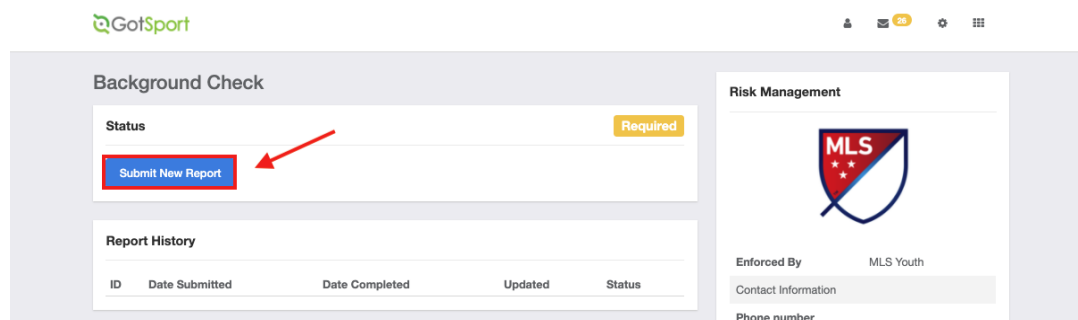 GotSport
25
Background Check
Status
Required
Submit New Report
Report History
ID Date Submitted Date Completed Updated Status
Risk Management
MLS
Enforced By MLS Youth
Contact Information
Phone number